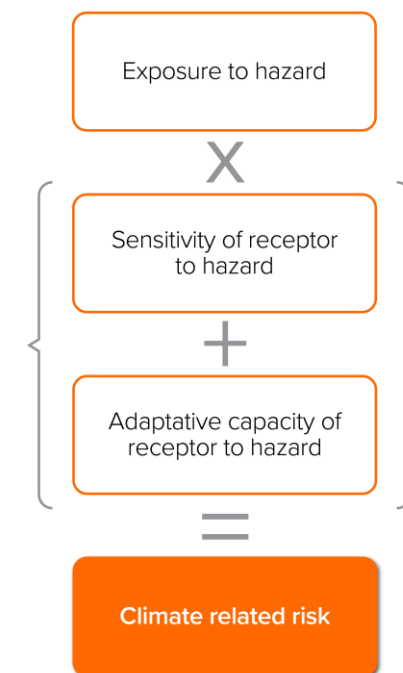 Exposure to hazard
X
Sensitivity of receptor
to hazard
+
Adaptative capacity of
receptor to hazard
=
Climate related risk